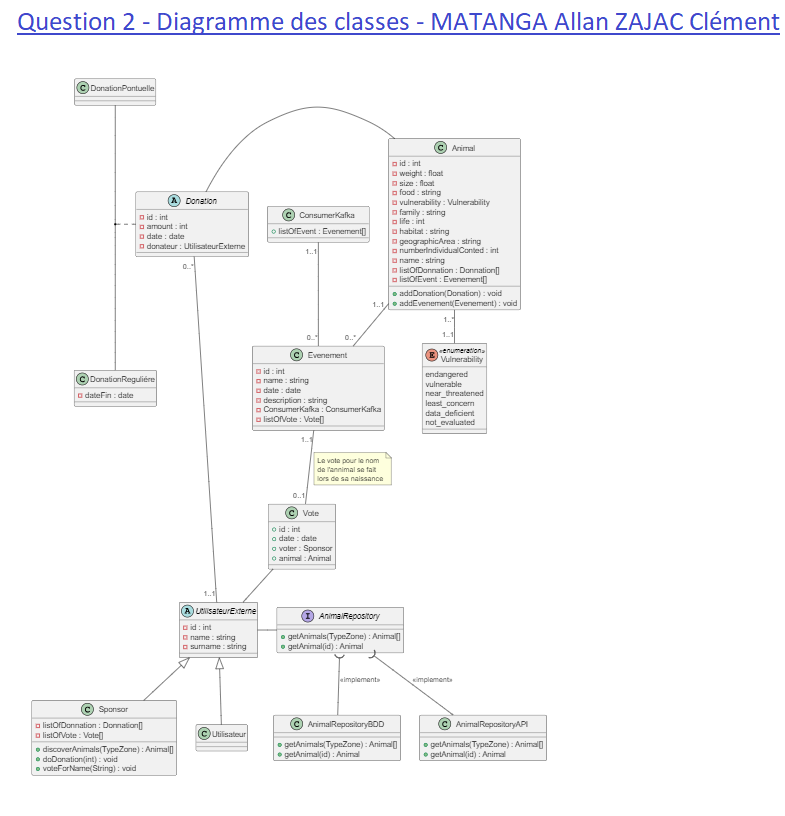 Question 2 - Diagramme des classes - MATANGA Allan ZAJAC Clément
C DonationPontuelle
A Donation
id : int
amount : int
date : date
donateur : UtilisateurExterne
0..*
C ConsumerKafka
listOfEvent : Evenement[]
1..1
0..*
C Animal
id : int
weight : float
size : float
food : string
vulnerability : Vulnerability
family : string
life : int
habitat : string
geographicArea : string
numberIndividualConted : int
name : string
listOfDonnation : Donnation[]
listOfEvent : Evenement[]
addDonation(Donation) : void
addEvenement(Evenement) : void
1..1
0..*
1..*
1..1
E «enumeration»
Vulnerability
endangered
vulnerable
near_threatened
least_concern
data_deficient
not_evaluated
C Evenement
id : int
name : string
date : date
description : string
ConsumerKafka : ConsumerKafka
listOfVote : Vote[]
C DonationReguliére
dateFin : date
1..1
Le vote pour le nom
de l'annimal se fait
lors de sa naissance
0..1
C Vote
id : int
date : date
voter : Sponsor
animal : Animal
1..1
A UtilisateurExterne
id : int
name : string
surname : string
I AnimalRepository
getAnimals(TypeZone) : Animal[]
getAnimal(id) : Animal
«implement»
«implement»
C Sponsor
listOfDonnation : Donnation[]
listOfVote : Vote[]
discoverAnimals(TypeZone) : Animal[]
doDonation(int) : void
voteForName(String) : void
C Utilisateur
C AnimalRepositoryBDD
getAnimals(TypeZone) : Animal[]
getAnimal(id) : Animal
C AnimalRepositoryAPI
getAnimals(TypeZone) : Animal[]
getAnimal(id) : Animal